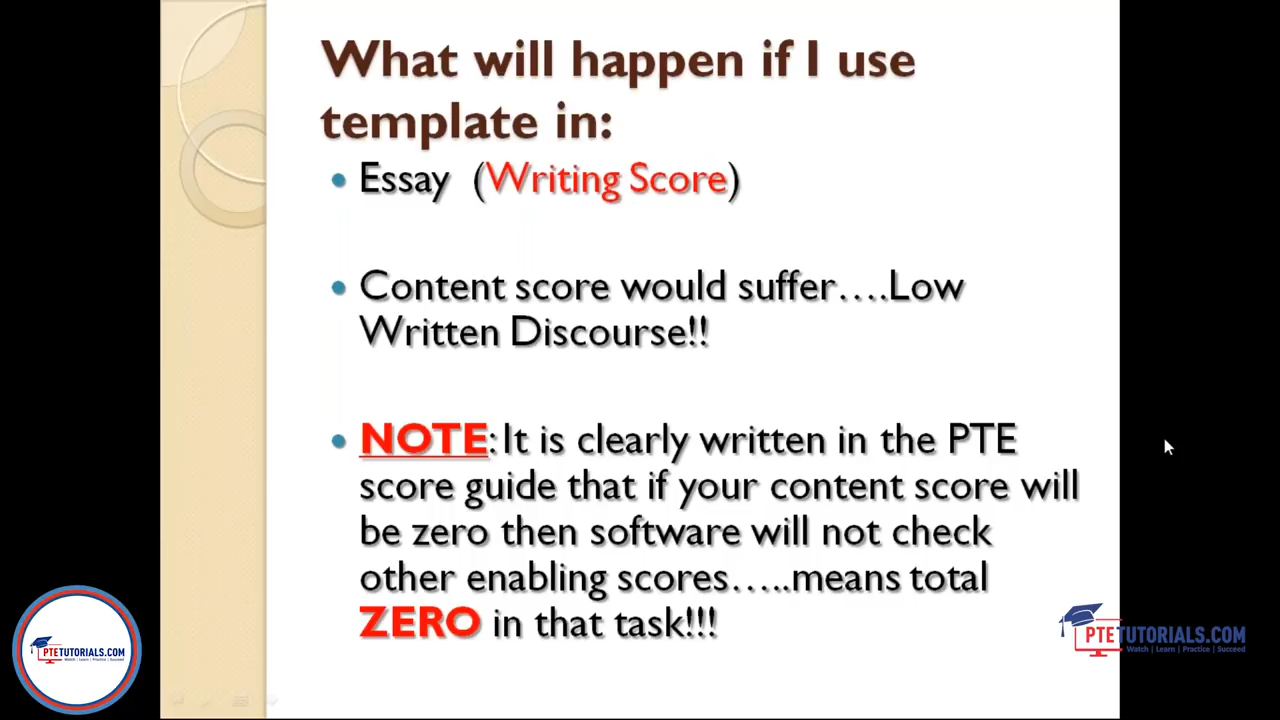 What will happen if I use
template in:
Essay (Writing Score)
Content score would suffer….Low
Written Discourse!!
NOTE: It is clearly written in the PTE
score guide that if your content score will
be zero then software will not check
other enabling scores…..means total
ZERO in that task!!!
PTETUTORIALS.COM
Watch | Learn | Practice | Succeed
PTETUTORIALS.COM
Watch | Learn | Practice | Succeed